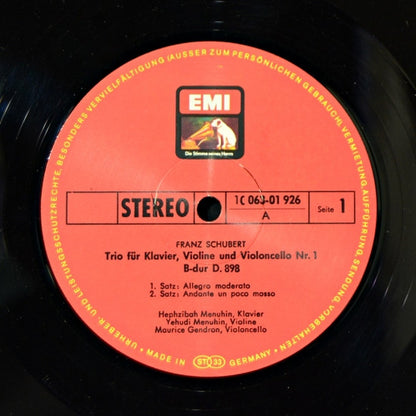 URHEBER- UND LEISTUNGSSCHUTZRECHTE, BESONDERS VERVIELFÄLTIGUNG (AUSSER ZUM PERSÖNLICHEN GEBRAUCH), VERMIETUNG, AUFFÜHRUNG, SENDUNG, VORBEHALTEN
EMI
Die Stimme seines Herrn
STEREO
1C 063-01 926
A
Seite 1
FRANZ SCHUBERT
Trio für Klavier, Violine und Violoncello Nr. 1
B-dur D. 898
1. Satz: Allegro moderato
2. Satz: Andante un poco mosso
Hephzibah Menuhin, Klavier
Yehudi Menuhin, Violine
Maurice Gendron, Violoncello
• MADE IN ST 33 GERMANY •